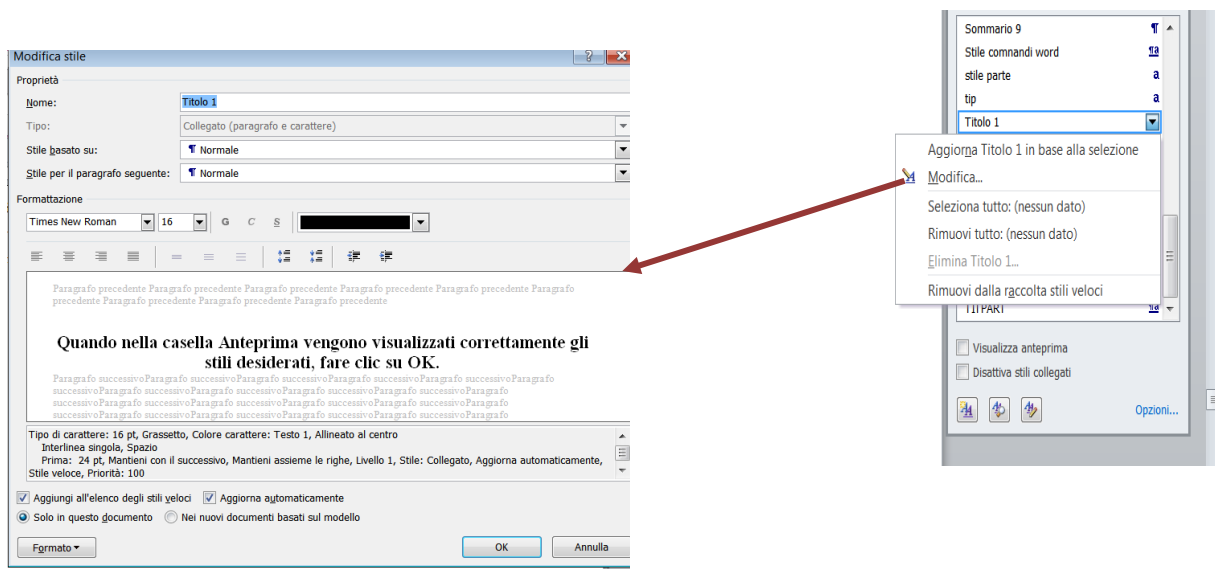 Modifica stile
Proprietà
Nome: Titolo 1
Tipo: Collegato (paragrafo e carattere)
Stile basato su: ¶ Normale
Stile per il paragrafo seguente: ¶ Normale
Formattazione
Times New Roman 16 G C S
Paragrafo precedente Paragrafo precedente Paragrafo precedente Paragrafo precedente Paragrafo precedente Paragrafo
precedente Paragrafo precedente Paragrafo precedente Paragrafo precedente
Quando nella casella Anteprima vengono visualizzati correttamente gli
stili desiderati, fare clic su OK.
Paragrafo successivoParagrafo successivoParagrafo successivoParagrafo successivoParagrafo successivoParagrafo
successivoParagrafo successivoParagrafo successivoParagrafo successivoParagrafo
successivoParagrafo successivoParagrafo successivoParagrafo successivoParagrafo
successivoParagrafo successivoParagrafo successivoParagrafo successivoParagrafo
Tipo di carattere: 16 pt, Grassetto, Colore carattere: Testo 1, Allineato al centro
Interlinea singola, Spazio
Prima: 24 pt, Mantieni con il successivo, Mantieni assieme le righe, Livello 1, Stile: Collegato, Aggiorna automaticamente,
Stile veloce, Priorità: 100
Aggiungi all'elenco degli stili veloci Aggiorna automaticamente
Solo in questo documento Nei nuovi documenti basati sul modello
Formato OK Annulla
Sommario 9 ¶
Stile comnandi word ¶a
stile parte a
tip a
Titolo 1
Aggiorna Titolo 1 in base alla selezione
Modifica...
Seleziona tutto: (nessun dato)
Rimuovi tutto: (nessun dato)
Elimina Titolo 1...
Rimuovi dalla raccolta stili veloci
TITPART ¶a
Visualizza anteprima
Disattiva stili collegati
Opzioni...